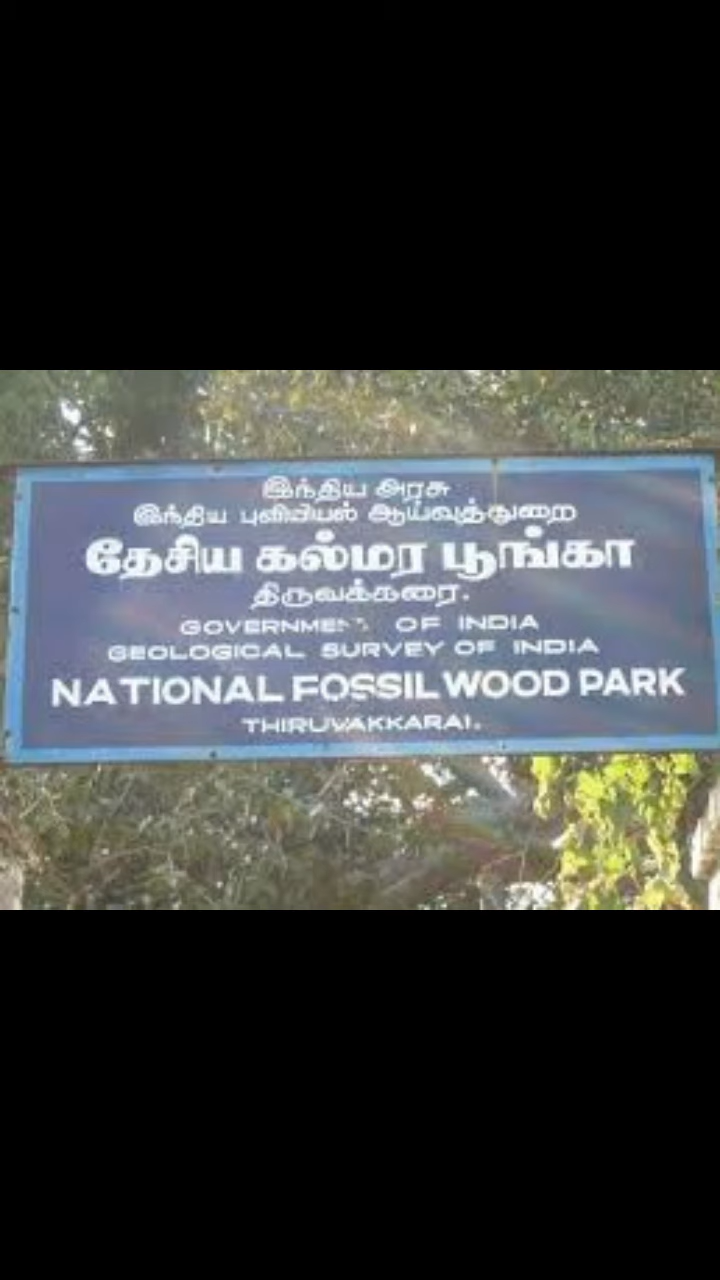 இந்திய அரசு
இந்திய புவியியல் ஆய்வுத்துறை
தேசிய கல்மர பூங்கா
திருவக்கரை.
GOVERNMENT OF INDIA
GEOLOGICAL SURVEY OF INDIA
NATIONAL FOSSIL WOOD PARK
THIRUVAKKARAI.